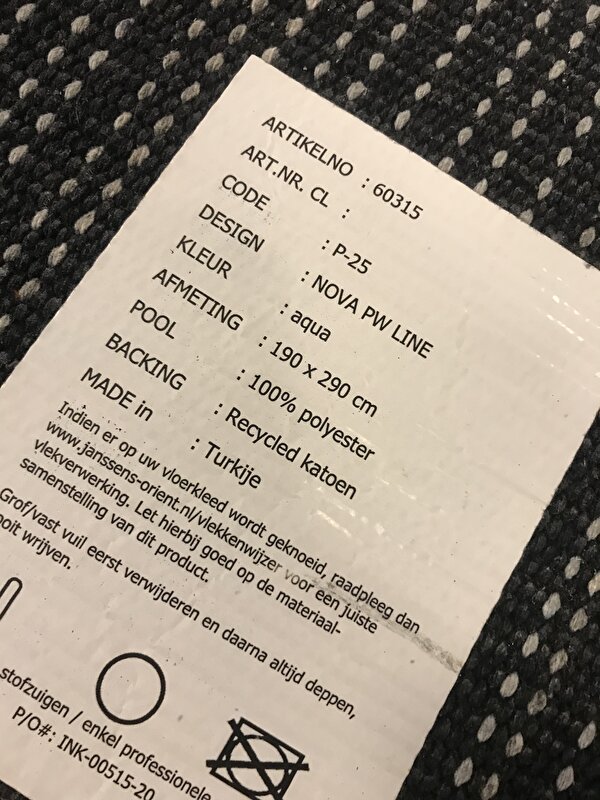 ARTIKELNO : 60315
ART.NR. CL :
CODE : P-25
DESIGN : NOVA PW LINE
KLEUR : aqua
AFMETING : 190 x 290 cm
POOL : 100% polyester
BACKING : Recycled katoen
MADE in : Turkije
Indien er op uw vloerkleed wordt geknoeid, raadpleeg dan
www.janssens-orient.nl/vlekkenwijzer voor een juiste
vlekverwerking. Let hierbij goed op de materiaal-
samenstelling van dit product.
Grof/vast vuil eerst verwijderen en daarna altijd deppen,
nooit wrijven.
stofzuigen / enkel professionele
P/O#: INK-00515-20